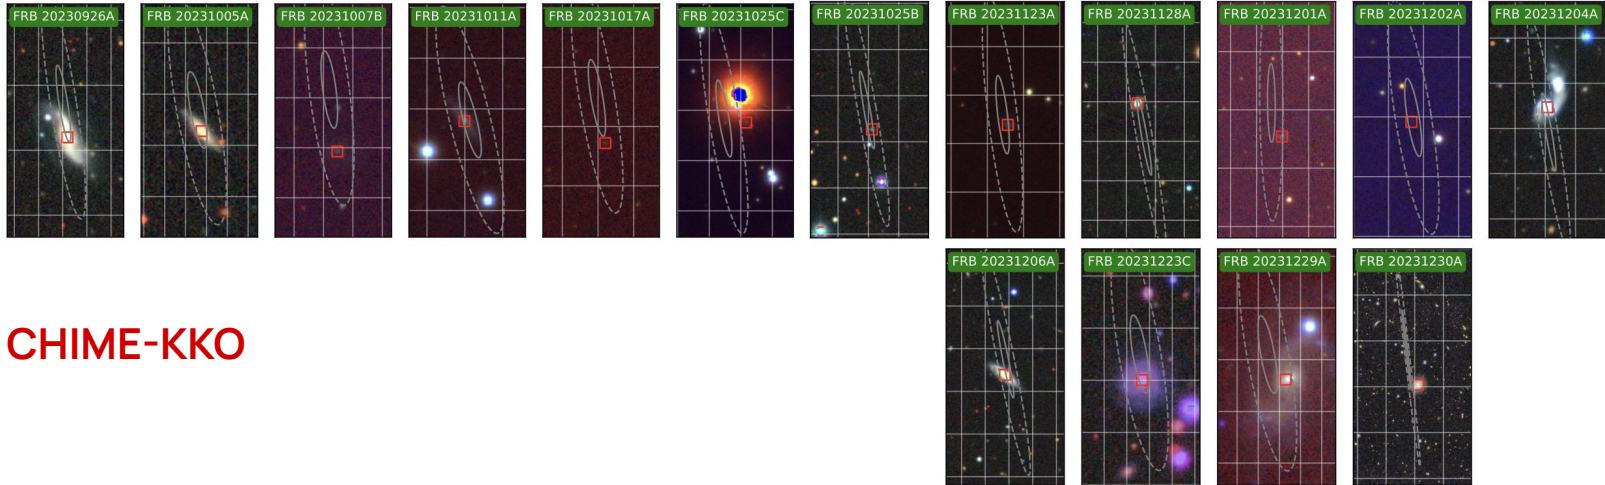 FRB 20230926A
FRB 20231005A
FRB 20231007B
FRB 20231011A
FRB 20231017A
FRB 20231025C
FRB 20231025B
FRB 20231123A
FRB 20231128A
FRB 20231201A
FRB 20231202A
FRB 20231204A
FRB 20231206A
FRB 20231223C
FRB 20231229A
FRB 20231230A
CHIME-KKO